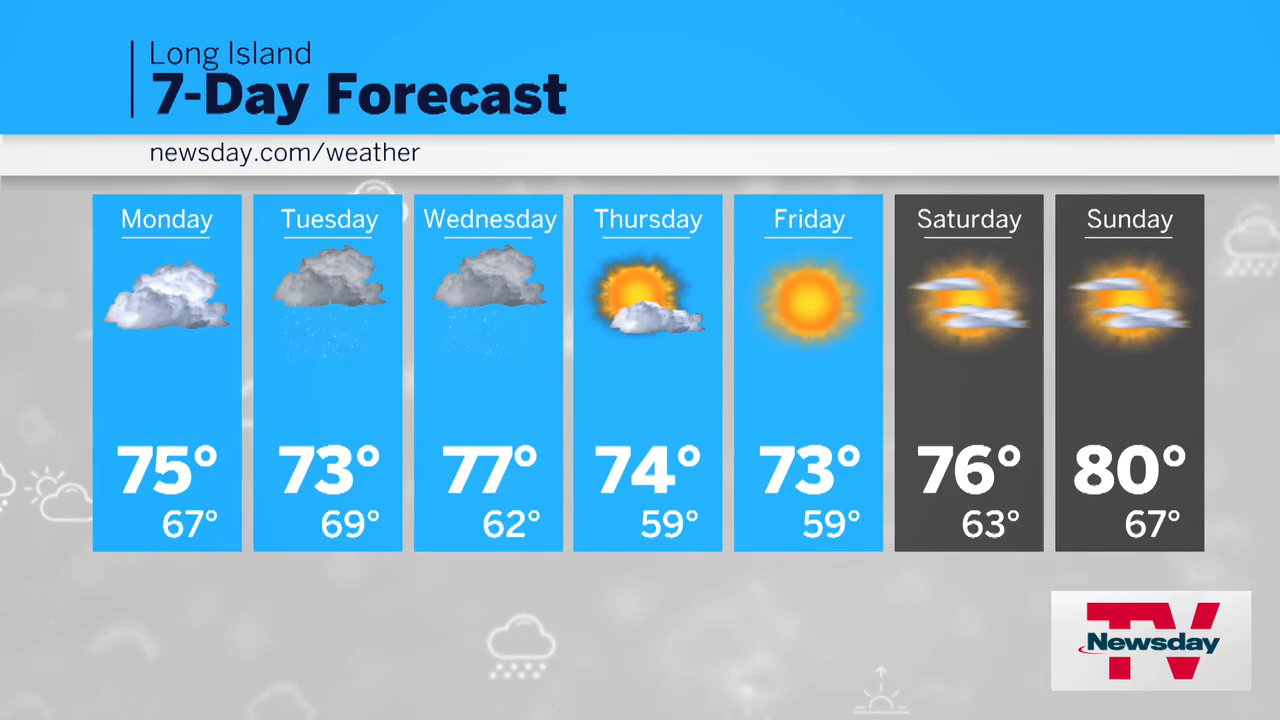 Long Island
7-Day Forecast
newsday.com/weather
Monday
75°
67°
Tuesday
73°
69°
Wednesday
77°
62°
Thursday
74°
59°
Friday
73°
59°
Saturday
76°
63°
Sunday
80°
67°
TV
Newsday